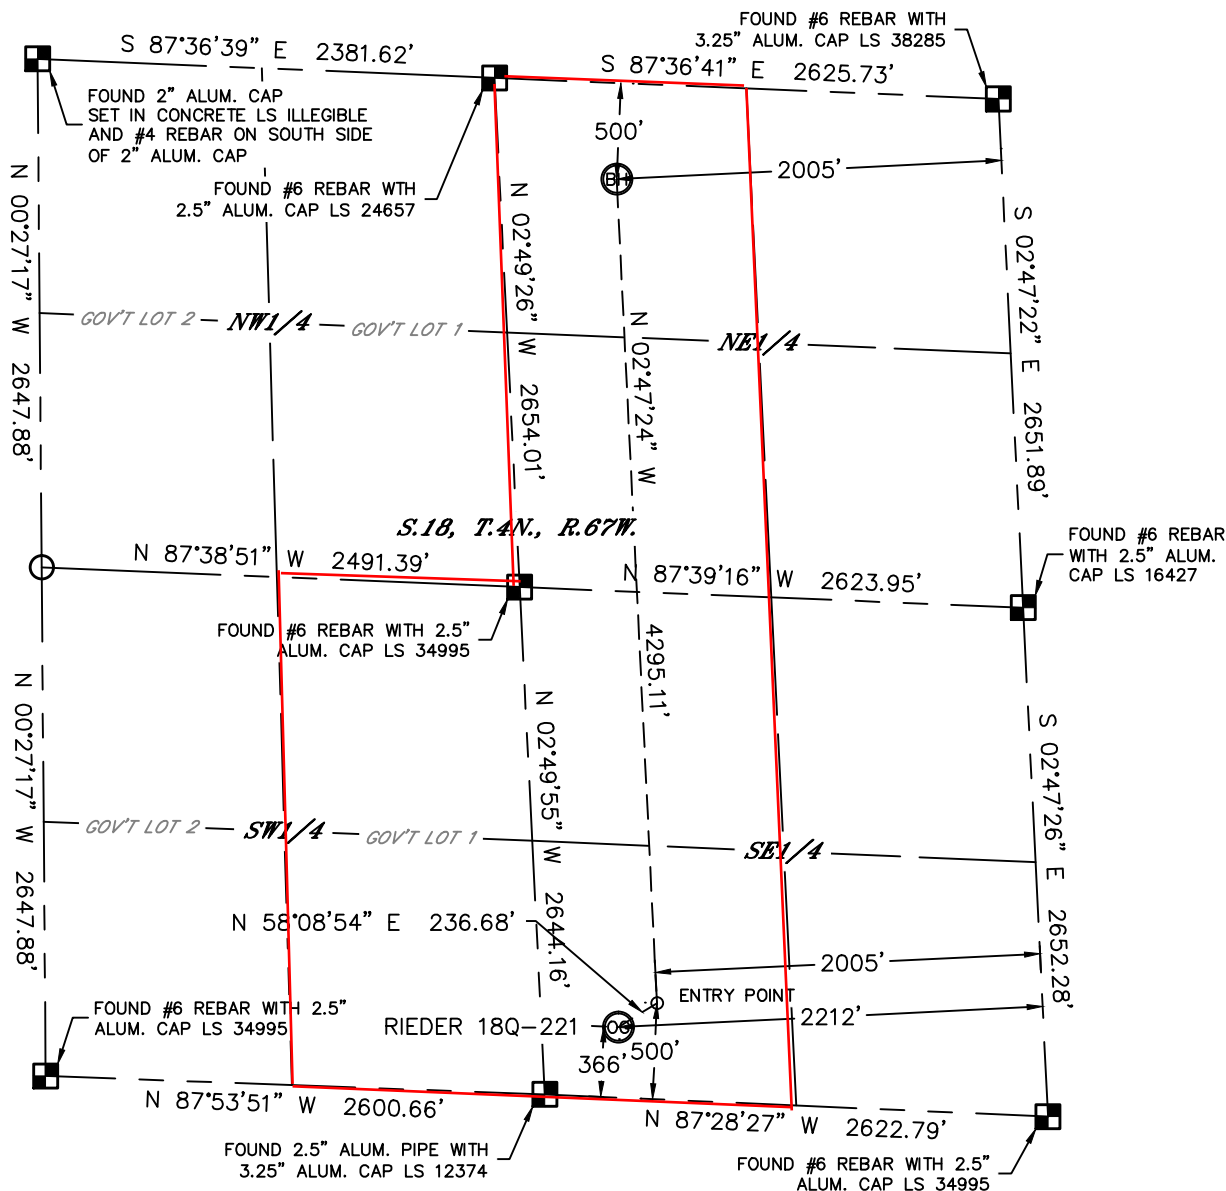 FOUND #6 REBAR WITH
3.25" ALUM. CAP LS 38285
S 87°36'39" E 2381.62'
S 87°36'41" E 2625.73'
FOUND 2" ALUM. CAP
SET IN CONCRETE LS ILLEGIBLE
AND #4 REBAR ON SOUTH SIDE
OF 2" ALUM. CAP
500'
BH
2005'
FOUND #6 REBAR WTH
2.5" ALUM. CAP LS 24657
N 00°27'17" W 2647.88'
N 02°49'26" W 2654.01'
N 02°47'24" W 4295.11'
S 02°47'22" E 2651.89'
GOV'T LOT 2
NW1/4
GOV'T LOT 1
NE1/4
S.18, T.4N., R.67W.
N 87°38'51" W 2491.39'
N 87°39'16" W 2623.95'
FOUND #6 REBAR
WITH 2.5" ALUM.
CAP LS 16427
FOUND #6 REBAR WITH 2.5"
ALUM. CAP LS 34995
N 00°27'17" W 2647.88'
N 02°49'55" W 2644.16'
S 02°47'26" E 2652.28'
GOV'T LOT 2
SW1/4
GOV'T LOT 1
SE1/4
N 58°08'54" E 236.68'
2005'
ENTRY POINT
FOUND #6 REBAR WITH 2.5"
ALUM. CAP LS 34995
RIEDER 18Q-221
OG
2212'
366'
500'
N 87°53'51" W 2600.66'
N 87°28'27" W 2622.79'
FOUND 2.5" ALUM. PIPE WITH
3.25" ALUM. CAP LS 12374
FOUND #6 REBAR WITH 2.5"
ALUM. CAP LS 34995